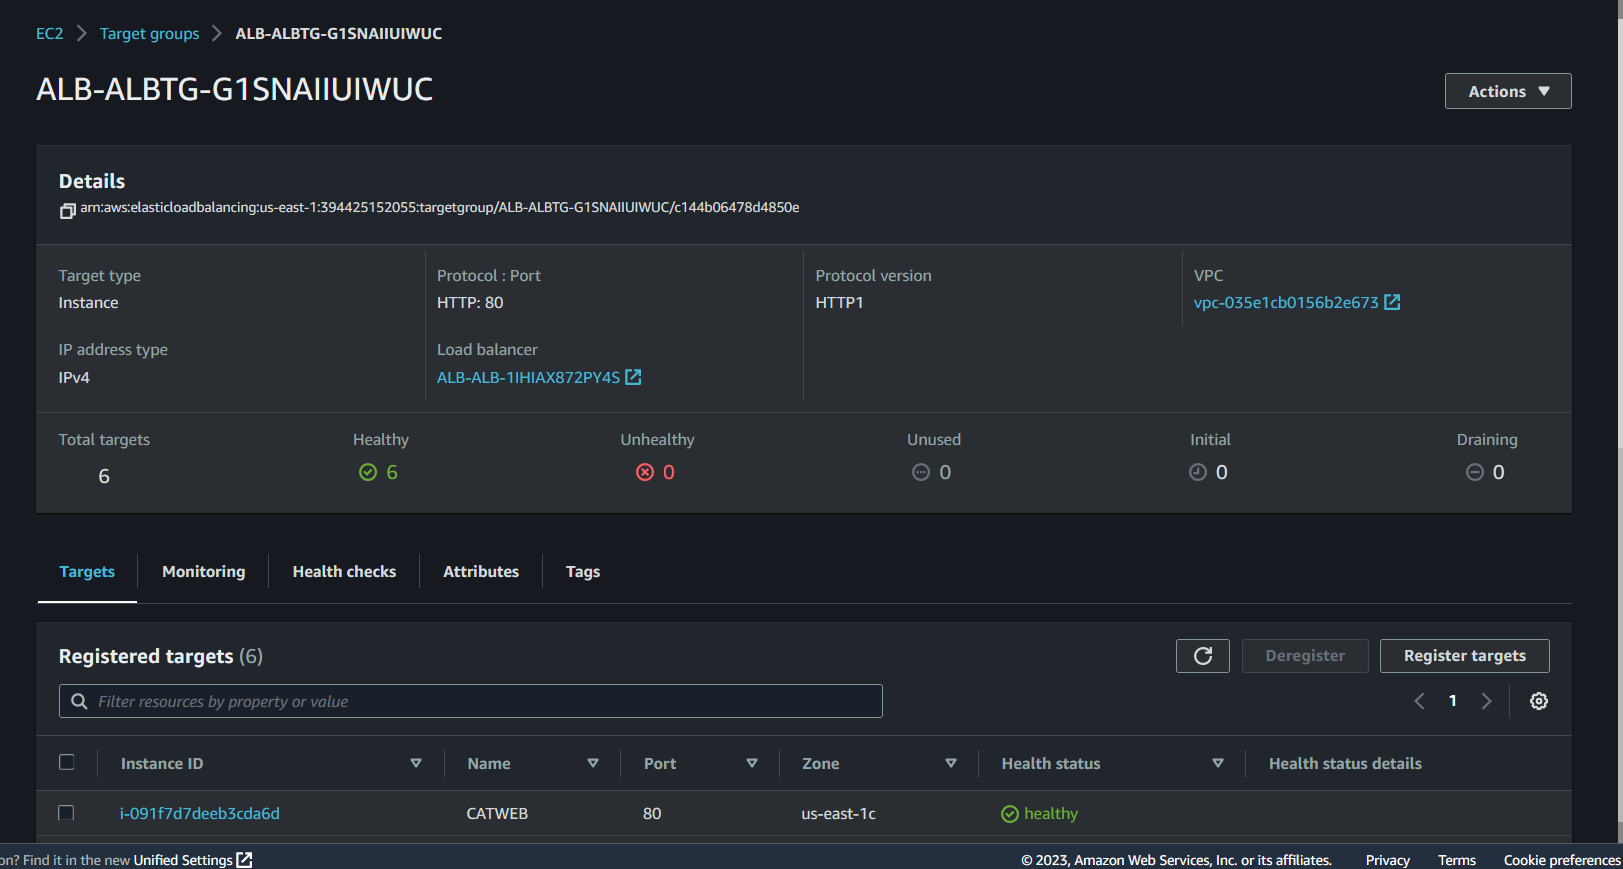 EC2 > Target groups > ALB-ALBTG-G1SNAIIUIWUC
ALB-ALBTG-G1SNAIIUIWUC
Actions
Details
arn:aws:elasticloadbalancing:us-east-1:394425152055:targetgroup/ALB-ALBTG-G1SNAIIUIWUC/c144b06478d4850e
Target type Protocol : Port Protocol version VPC
Instance HTTP: 80 HTTP1 vpc-035e1cb0156b2e673
IP address type Load balancer
IPv4 ALB-ALB-1IHIAX872PY4S
Total targets Healthy Unhealthy Unused Initial Draining
6 6 0 0 0 0
Targets Monitoring Health checks Attributes Tags
Registered targets (6) Deregister Register targets
Filter resources by property or value 1
Instance ID Name Port Zone Health status Health status details
i-091f7d7deeb3cda6d CATWEB 80 us-east-1c healthy
on? Find it in the new Unified Settings © 2023, Amazon Web Services, Inc. or its affiliates. Privacy Terms Cookie preferences